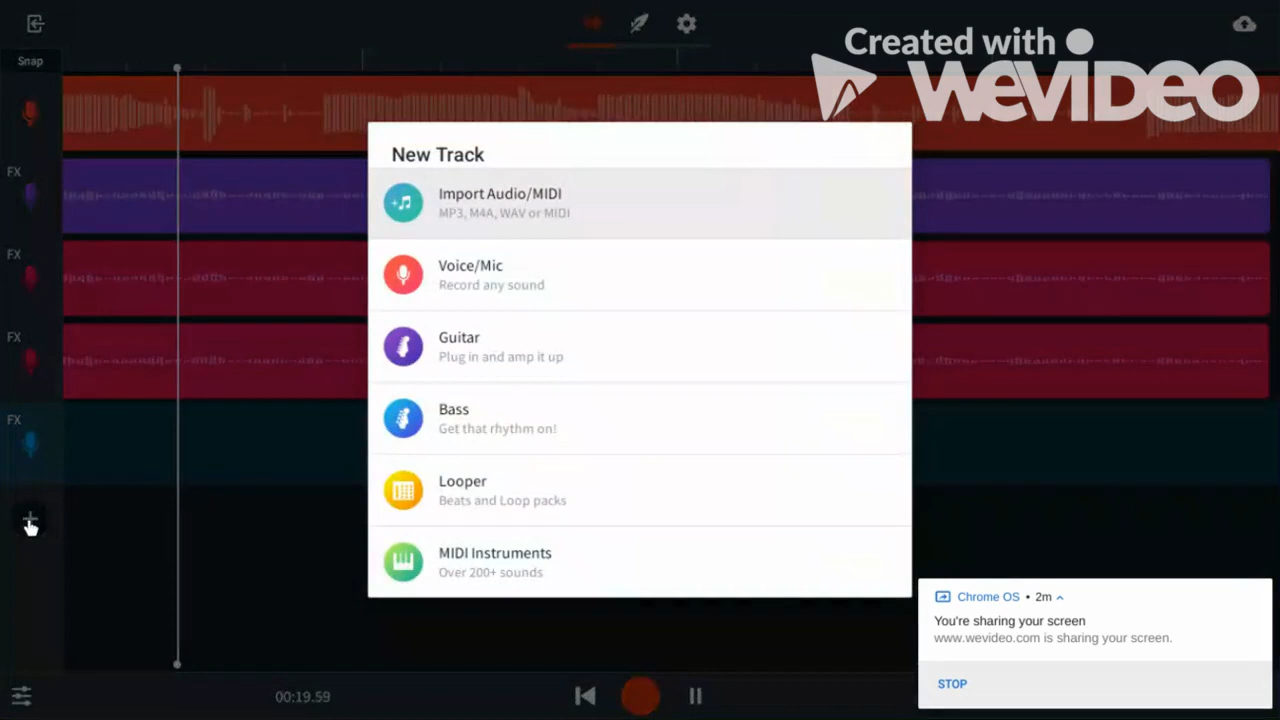 Created with
WEVIDEO
Snap
New Track
Import Audio/MIDI
MP3, M4A, WAV or MIDI
FX
Voice/Mic
Record any sound
FX
Guitar
Plug in and amp it up
FX
Bass
Get that rhythm on!
FX
Looper
Beats and Loop packs
MIDI Instruments
Over 200+ sounds
Chrome OS • 2m
You're sharing your screen
www.wevideo.com is sharing your screen.
STOP
00:19.59